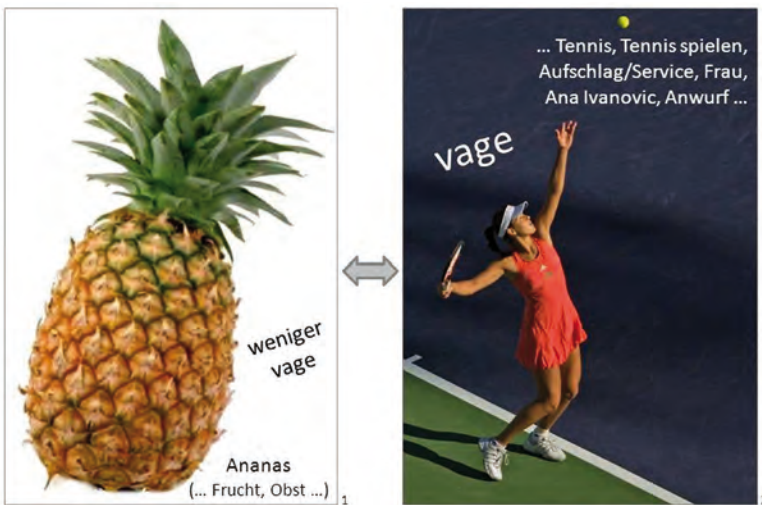 weniger
vage
Ananas
(... Frucht, Obst ...)
1
... Tennis, Tennis spielen,
Aufschlag/Service, Frau,
Ana Ivanovic, Anwurf ...
vage